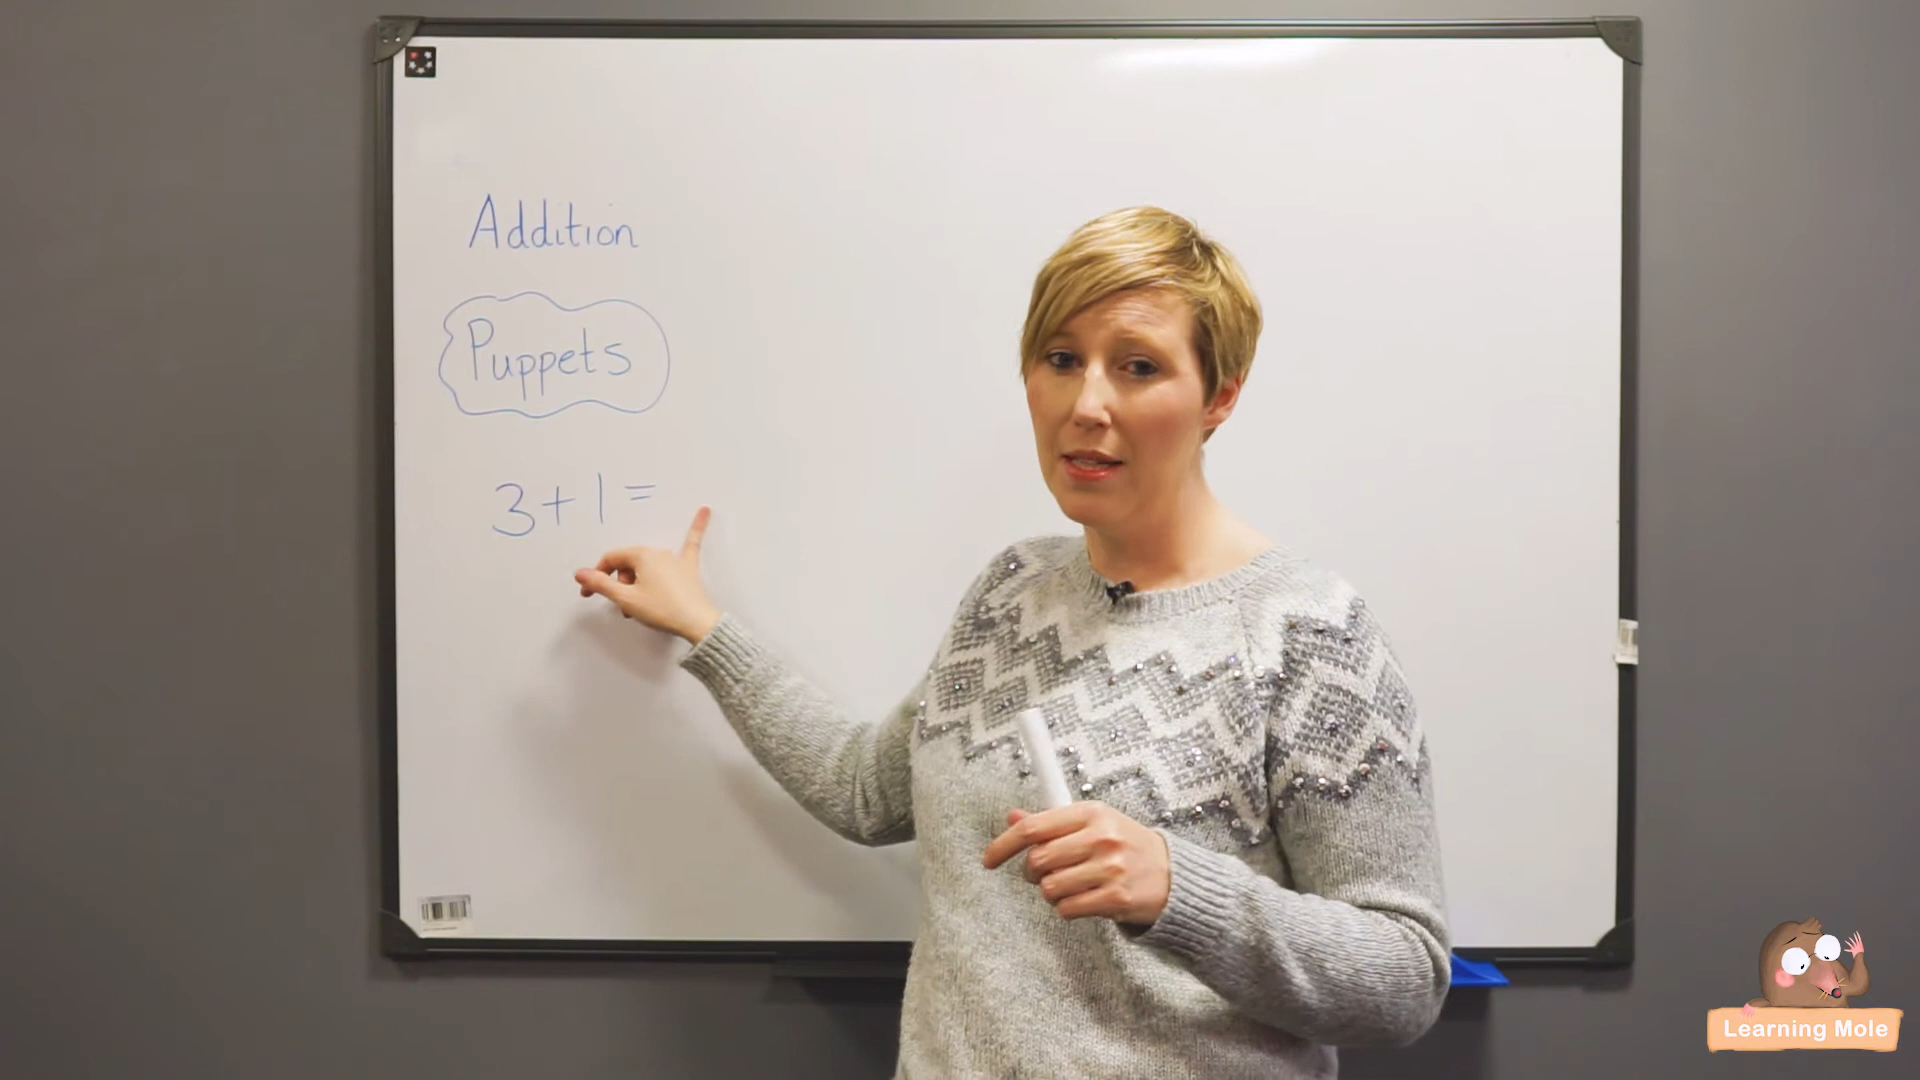 Addition
Puppets
3+1=
Learning Mole